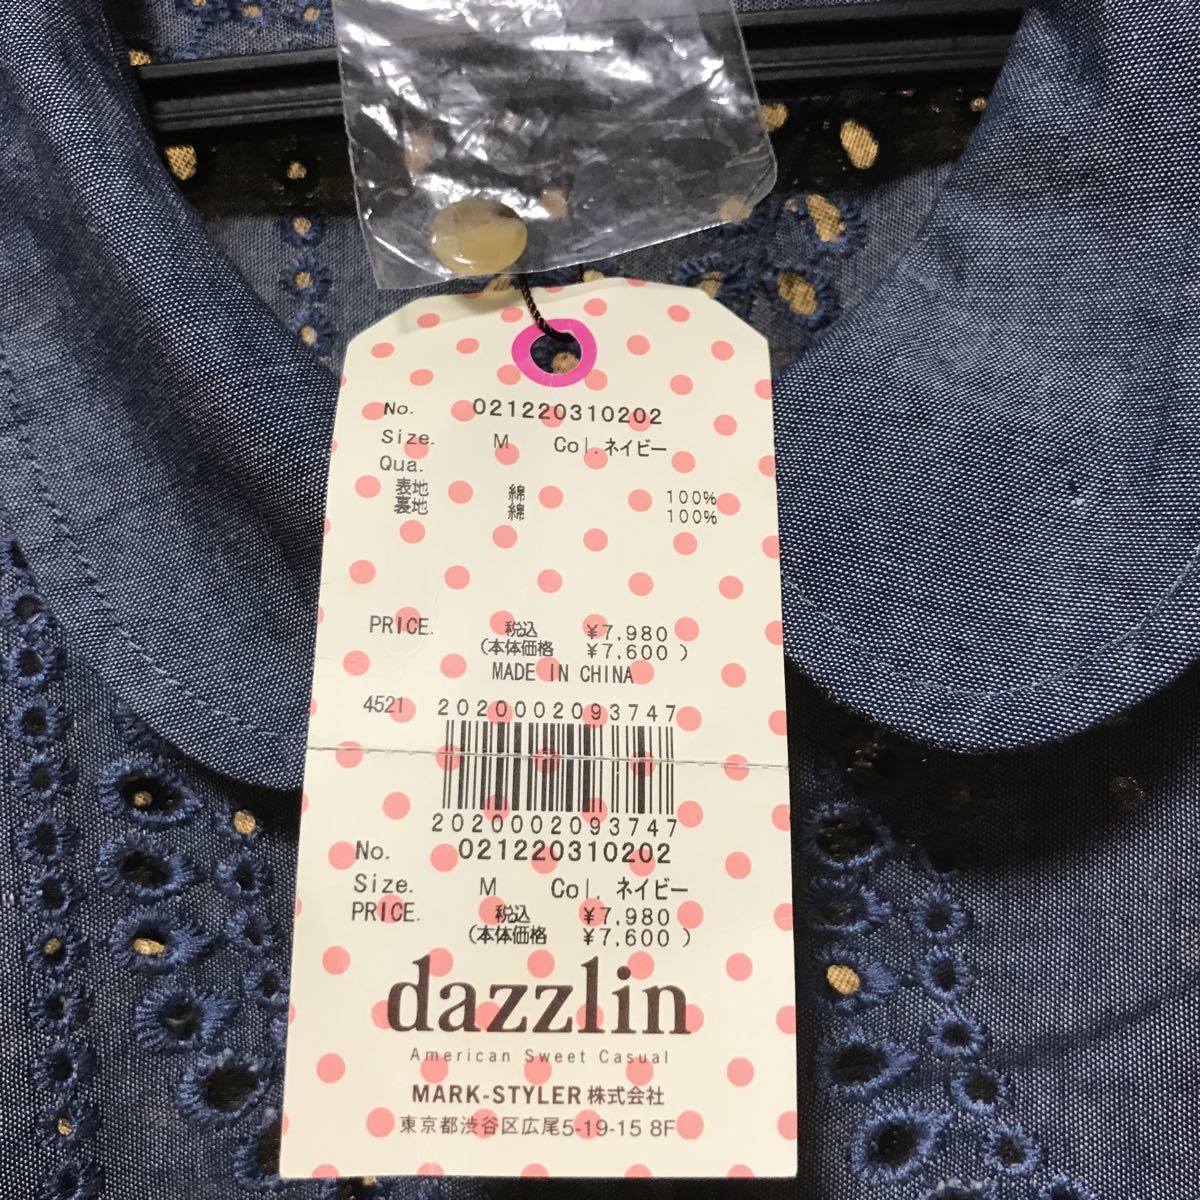 No. 021220310202
Size. M Col. ネイビー
Qua.
表地 綿 100%
裏地 綿 100%
PRICE. 税込 ¥7,980
(本体価格 ¥7,600 )
MADE IN CHINA
4521 2020002093747
2020002093747
No. 021220310202
Size. M Col. ネイビー
PRICE. 税込 ¥7,980
(本体価格 ¥7,600 )
dazzlin
American Sweet Casual
MARK-STYLER 株式会社
東京都渋谷区広尾5-19-15 8F